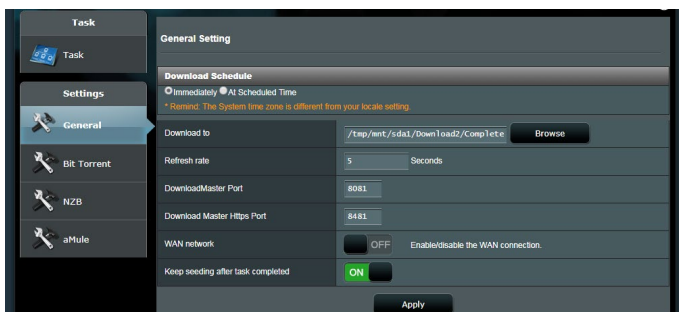 Task
Task
Settings
General
Bit Torrent
NZB
aMule
General Setting
Download Schedule
Immediately At Scheduled Time
* Remind: The System time zone is different from your locale setting.
Download to /tmp/mnt/sda1/Download2/Complete Browse
Refresh rate 5 Seconds
DownloadMaster Port 8081
Download Master Https Port 8481
WAN network OFF Enable/disable the WAN connection.
Keep seeding after task completed ON
Apply